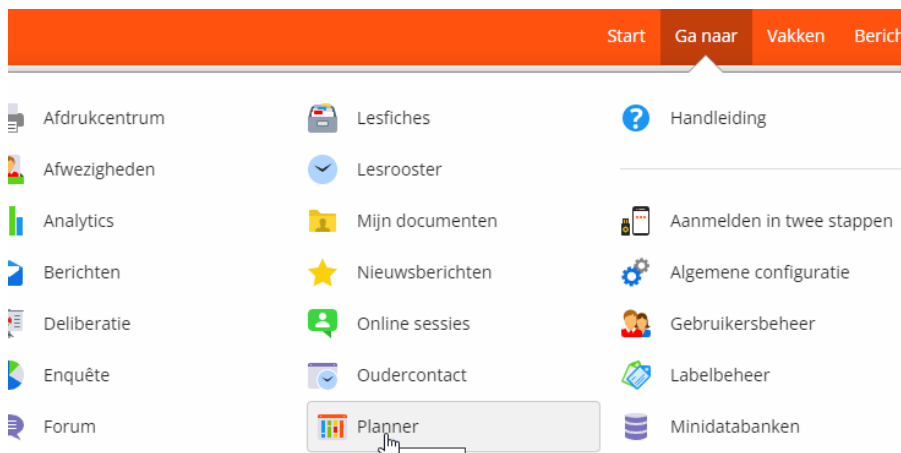 Start Ga naar Vakken Berich
Afdrukcentrum
Afwezigheden
Analytics
Berichten
Deliberatie
Enquête
Forum
Lesfiches
Lesrooster
Mijn documenten
Nieuwsberichten
Online sessies
Oudercontact
Planner
Handleiding
Aanmelden in twee stappen
Algemene configuratie
Gebruikersbeheer
Labelbeheer
Minidatabanken